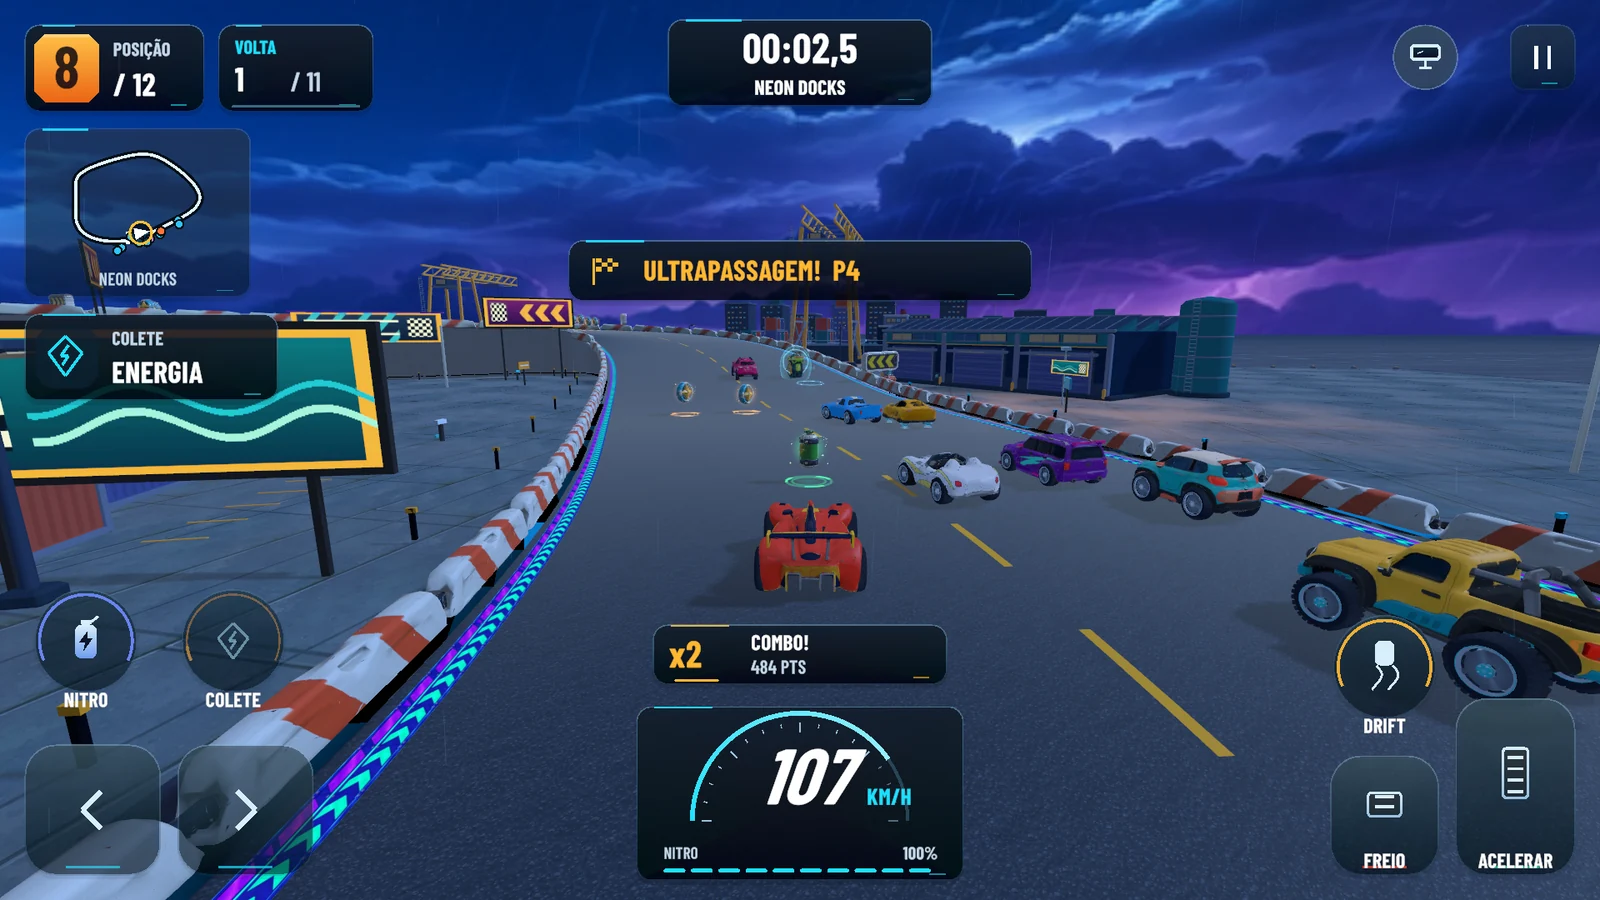 8
POSIÇÃO
/ 12
VOLTA
1 / 11
00:02,5
NEON DOCKS
NEON DOCKS
ULTRAPASSAGEM! P4
COLETE
ENERGIA
NITRO
COLETE
x2
COMBO!
484 PTS
107 KM/H
NITRO 100%
DRIFT
FREIO
ACELERAR